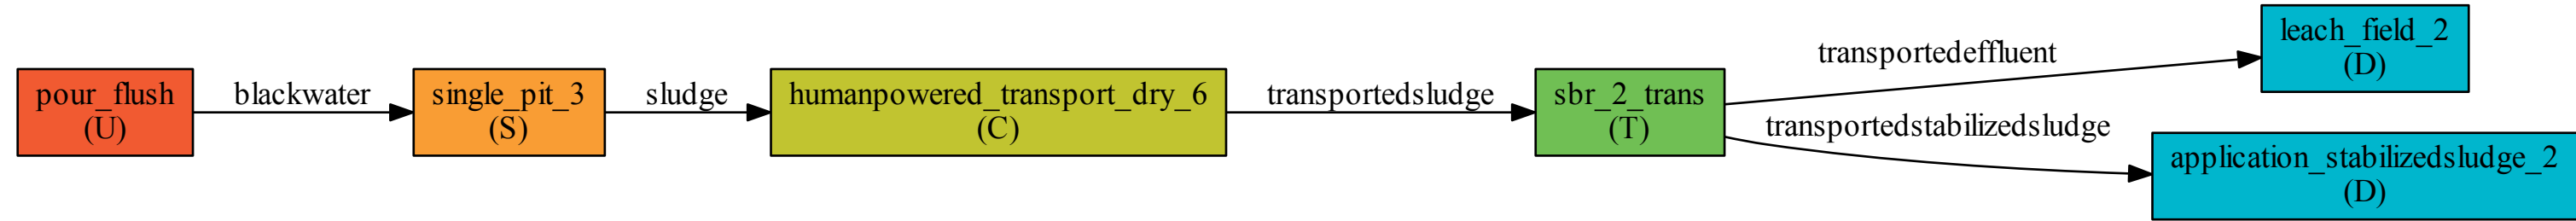 pour_flush
(U)
blackwater
single_pit_3
(S)
sludge
humanpowered_transport_dry_6
(C)
transportedsludge
sbr_2_trans
(T)
transportedeffluent
leach_field_2
(D)
transportedstabilizedsludge
application_stabilizedsludge_2
(D)